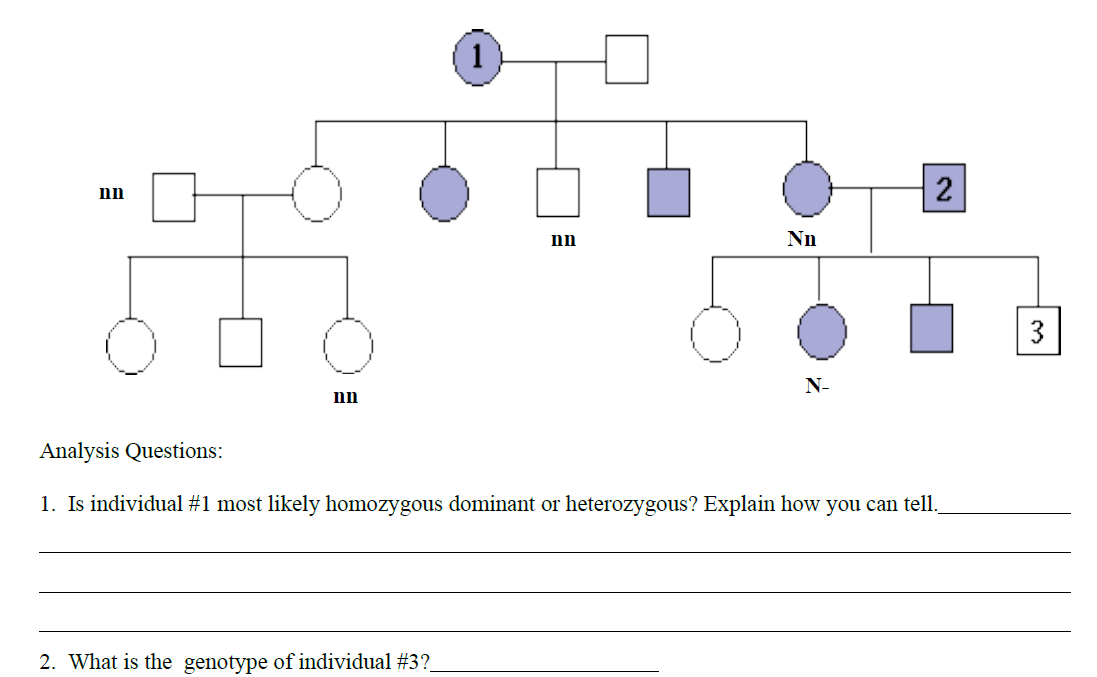 1
2
nn
nn
Nn
3
N-
nn
Analysis Questions:
1. Is individual #1 most likely homozygous dominant or heterozygous? Explain how you can tell.
2. What is the genotype of individual #3?